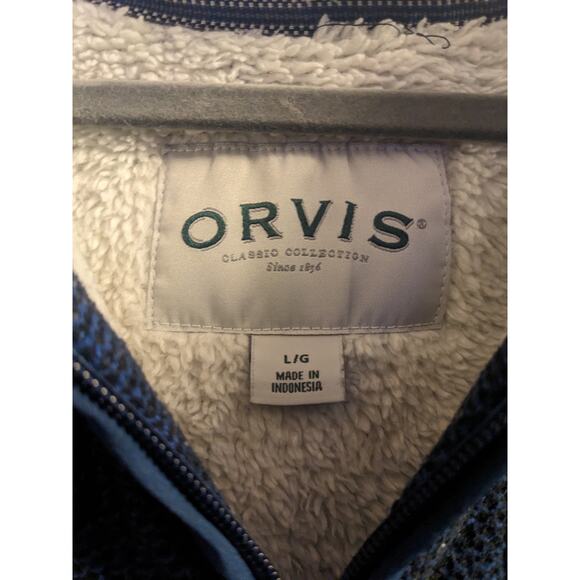 ORVIS®
CLASSIC COLLECTION
Since 1856
L/G
MADE IN
INDONESIA